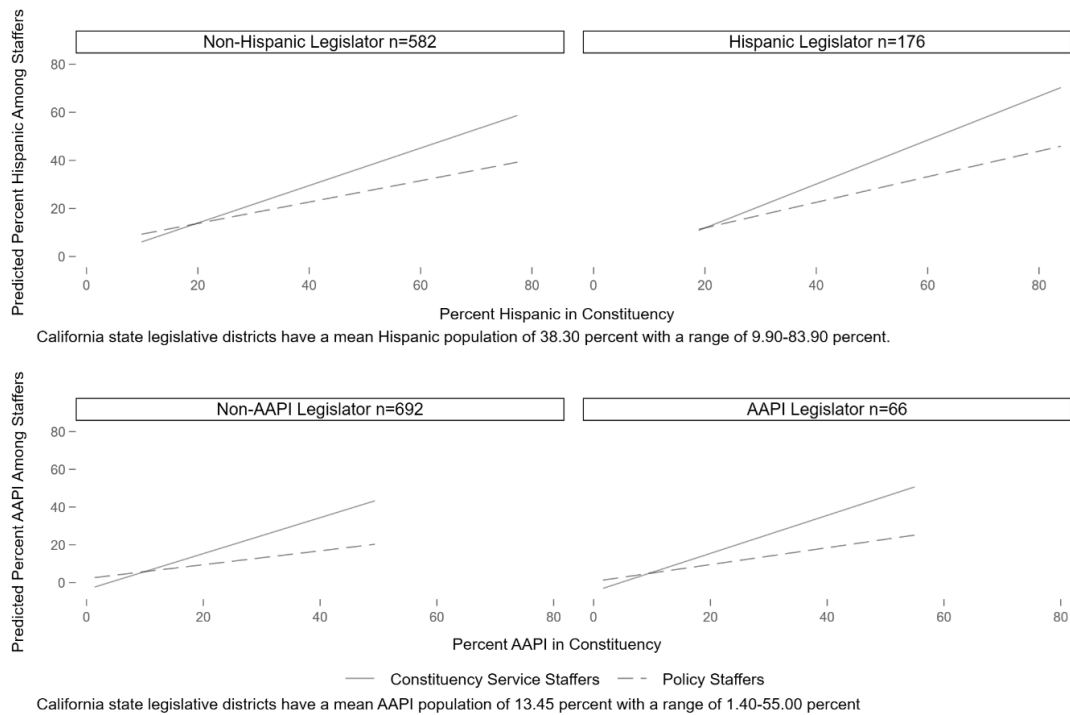 Non-Hispanic Legislator n=582
Hispanic Legislator n=176
Predicted Percent Hispanic Among Staffers
80
60
40
20
0
0 20 40 60 80
0 20 40 60 80
Percent Hispanic in Constituency
California state legislative districts have a mean Hispanic population of 38.30 percent with a range of 9.90-83.90 percent.
Non-AAPI Legislator n=692
AAPI Legislator n=66
Predicted Percent AAPI Among Staffers
80
60
40
20
0
0 20 40 60 80
0 20 40 60 80
Percent AAPI in Constituency
Constituency Service Staffers
Policy Staffers
California state legislative districts have a mean AAPI population of 13.45 percent with a range of 1.40-55.00 percent